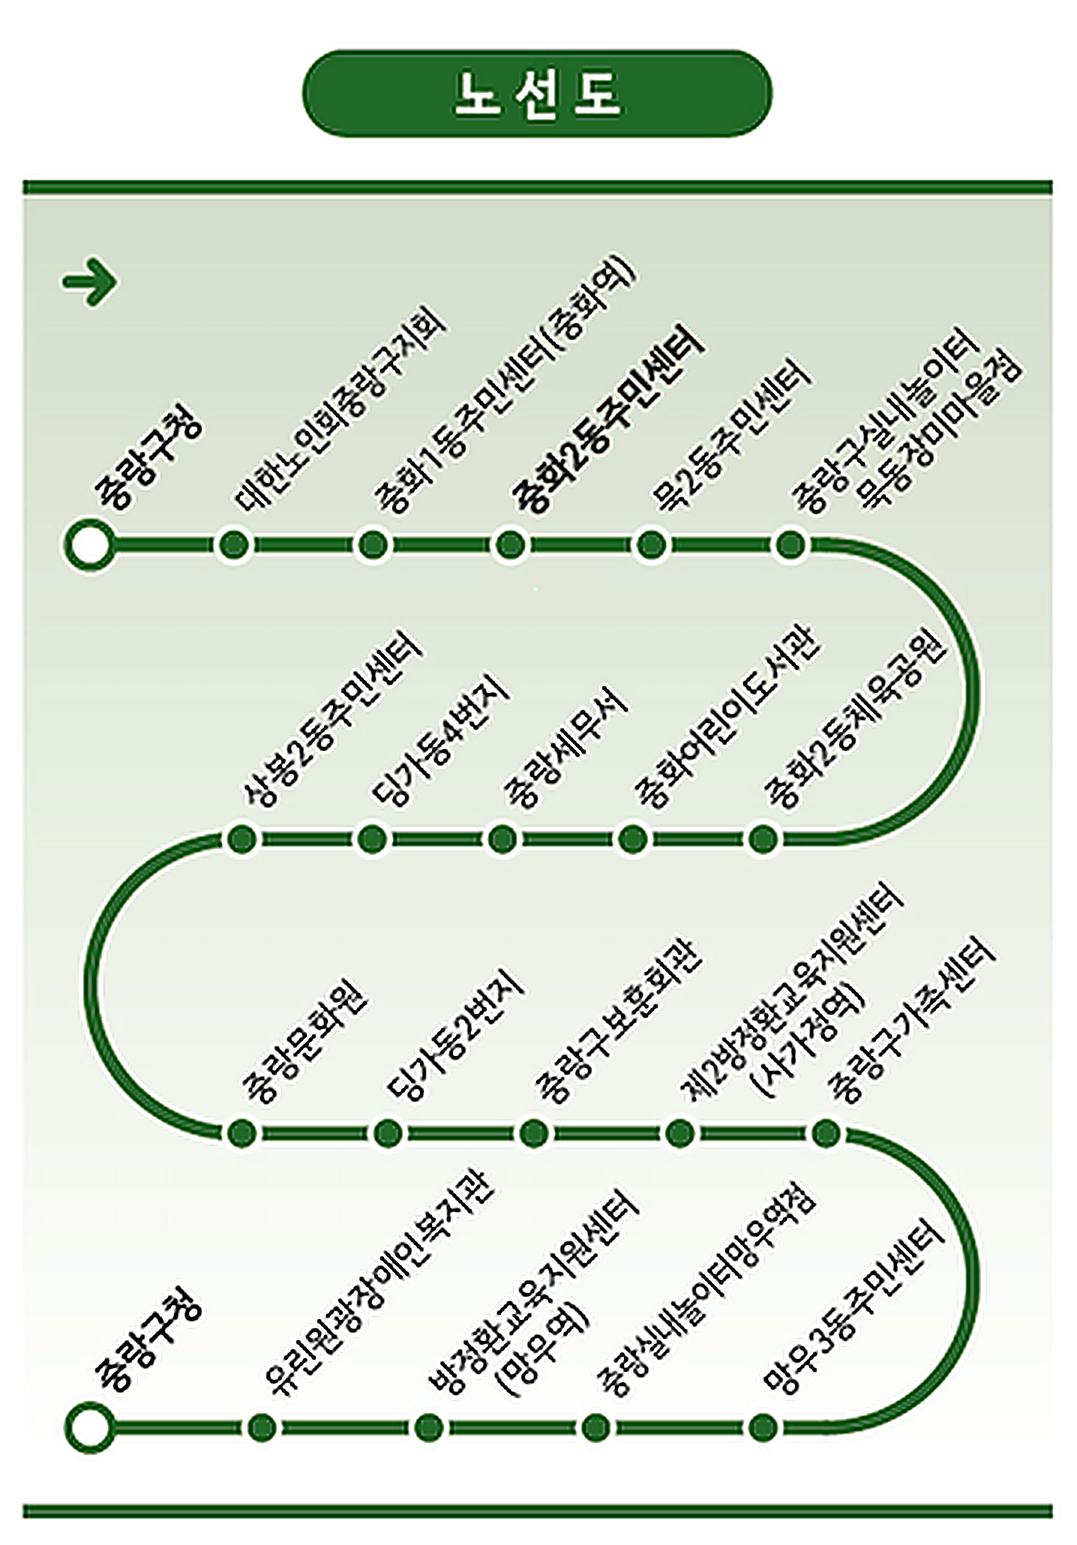 노선도
중랑구청
대한노인회중랑구지회
중화1동주민센터(중화역)
중화2동주민센터
묵2동주민센터
중랑구실내놀이터
묵동장미마을점
상봉2동주민센터
딩가동4번지
중랑세무서
중화어린이도서관
중화2동체육공원
중랑문화원
딩가동2번지
중랑구보훈회관
제2방정환교육지원센터
(사가정역)
중랑구가족센터
중랑구청
유린원광장애인복지관
방정환교육지원센터
(망우역)
중랑실내놀이터망우역점
망우3동주민센터